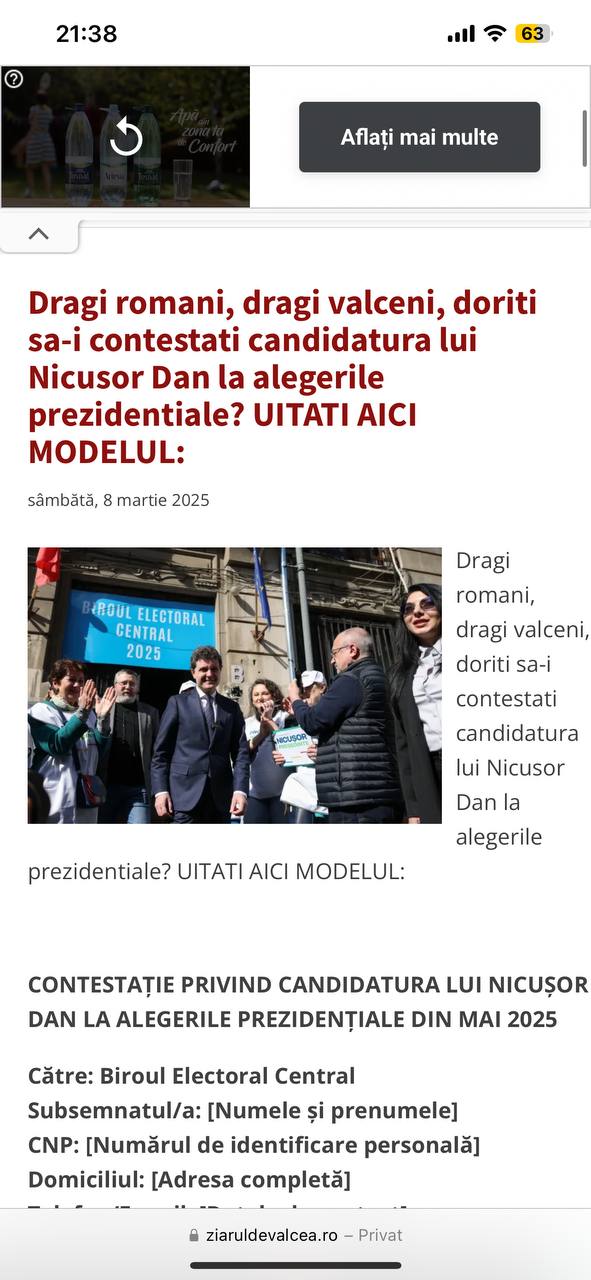 21:38
63
Apă
din
zona ta
de Confort
Aflați mai multe
Dragi romani, dragi valceni, doriti
sa-i contestati candidatura lui
Nicusor Dan la alegerile
prezidentiale? UITATI AICI
MODELUL:
sâmbătă, 8 martie 2025
BIROUL ELECTORAL
CENTRAL
2025
B
NICUȘOR
PREȘEDINTE
Dragi
romani,
dragi valceni,
doriti sa-i
contestati
candidatura
lui Nicusor
Dan la
alegerile
prezidentiale? UITATI AICI MODELUL:
CONTESTAȚIE PRIVIND CANDIDATURA LUI NICUȘOR
DAN LA ALEGERILE PREZIDENȚIALE DIN MAI 2025
Către: Biroul Electoral Central
Subsemnatul/a: [Numele și prenumele]
CNP: [Numărul de identificare personală]
Domiciliul: [Adresa completă]
ziaruldevalcea.ro – Privat